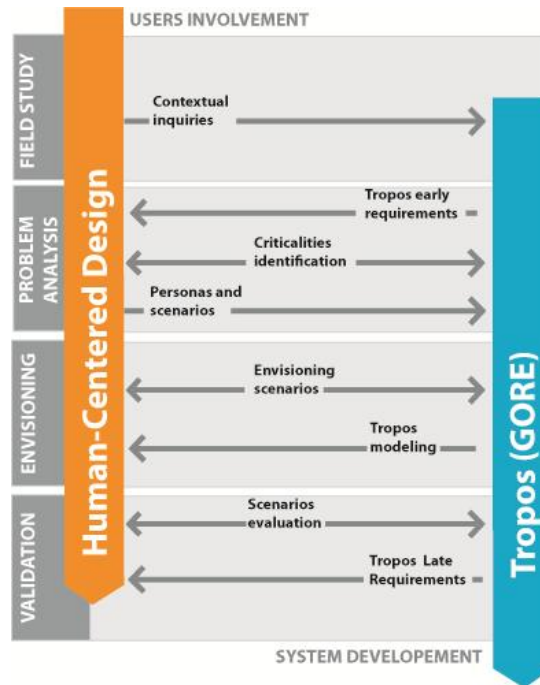 USERS INVOLVEMENT
FIELD STUDY
Contextual
inquiries
PROBLEM
ANALYSIS
Tropos early
requirements
Criticalities
identification
Personas and
scenarios
ENVISIONING
Envisioning
scenarios
Tropos
modeling
VALIDATION
Scenarios
evaluation
Tropos Late
Requirements
Human-Centered Design
Tropos (GORE)
SYSTEM DEVELOPEMENT